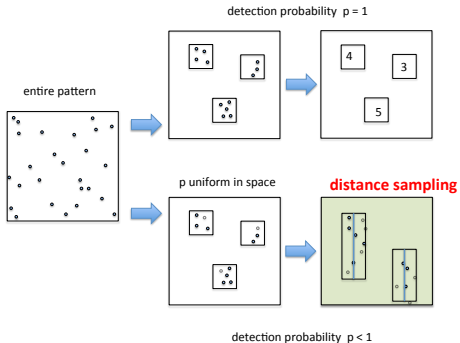 detection probability p = 1
entire pattern
4
3
5
p uniform in space
distance sampling
detection probability p < 1